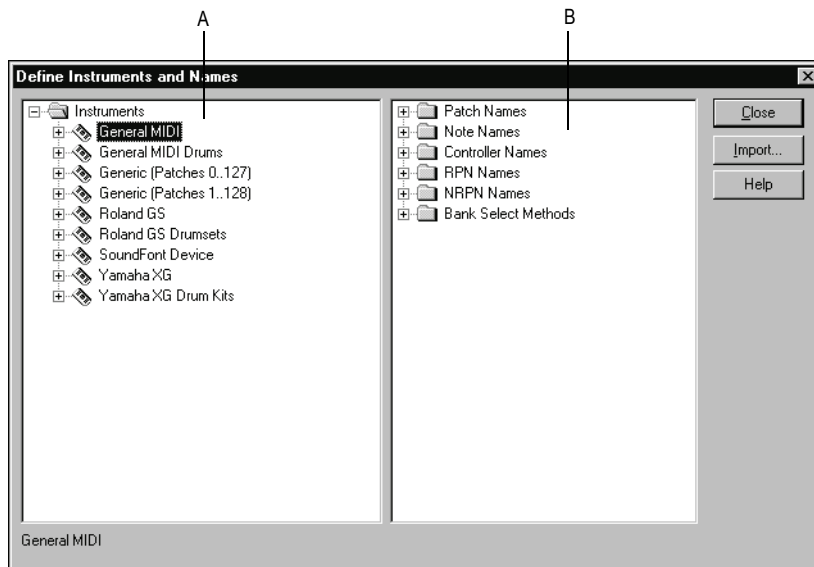 A
B
Define Instruments and Names
Instruments
General MIDI
General MIDI Drums
Generic (Patches 0..127)
Generic (Patches 1..128)
Roland GS
Roland GS Drumsets
SoundFont Device
Yamaha XG
Yamaha XG Drum Kits
Patch Names
Note Names
Controller Names
RPN Names
NRPN Names
Bank Select Methods
Close
Import...
Help
General MIDI